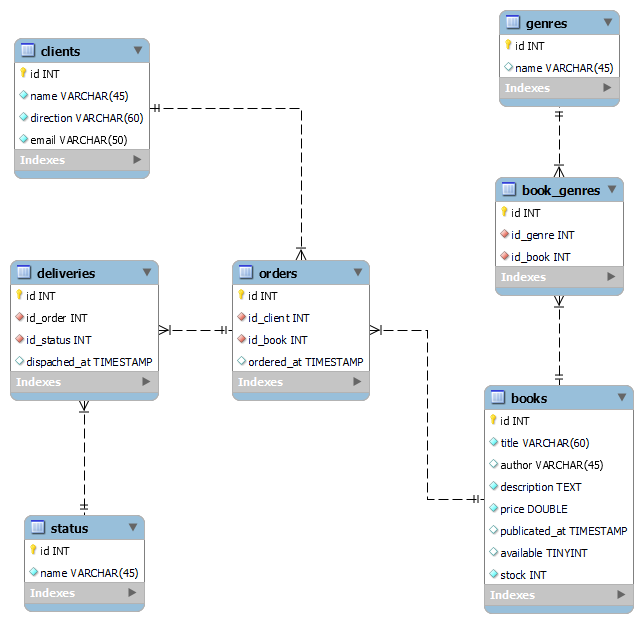 clients
id INT
name VARCHAR(45)
direction VARCHAR(60)
email VARCHAR(50)
Indexes
genres
id INT
name VARCHAR(45)
Indexes
book_genres
id INT
id_genre INT
id_book INT
Indexes
deliveries
id INT
id_order INT
id_status INT
dispached_at TIMESTAMP
Indexes
orders
id INT
id_client INT
id_book INT
ordered_at TIMESTAMP
Indexes
books
id INT
title VARCHAR(60)
author VARCHAR(45)
description TEXT
price DOUBLE
publicated_at TIMESTAMP
available TINYINT
stock INT
Indexes
status
id INT
name VARCHAR(45)
Indexes